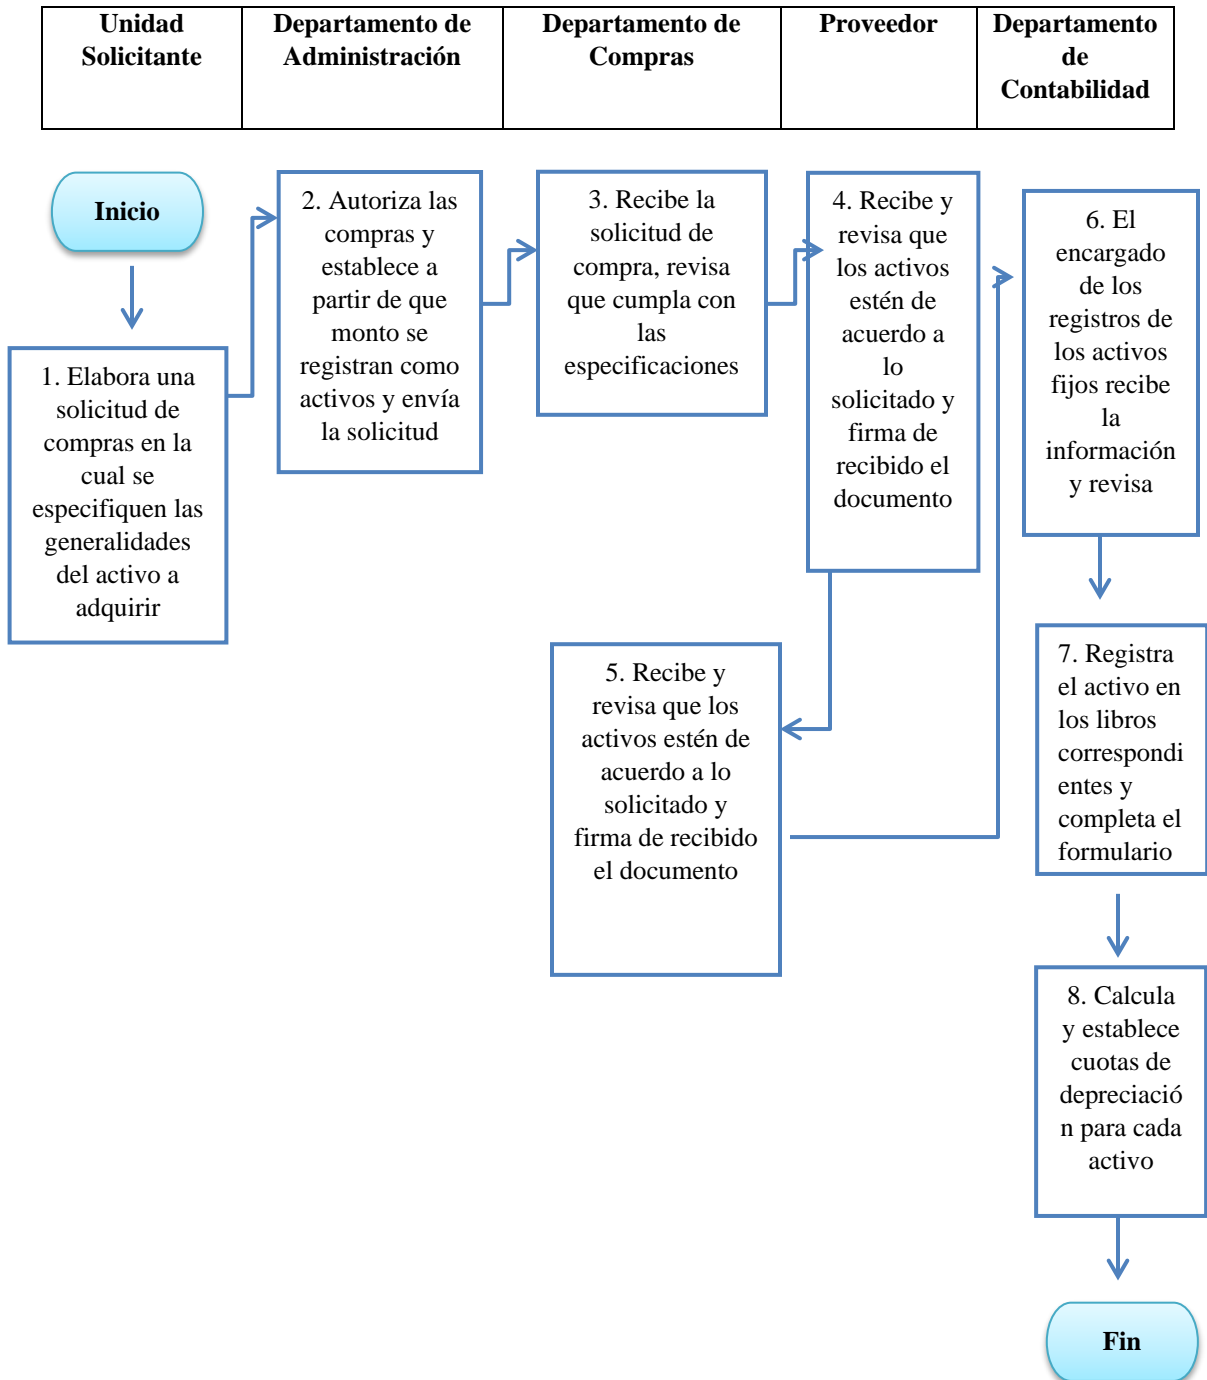 Unidad
Solicitante
Departamento de
Administración
Departamento de
Compras
Proveedor
Departamento
de
Contabilidad
Inicio
1. Elabora una
solicitud de
compras en la
cual se
especifiquen las
generalidades
del activo a
adquirir
2. Autoriza las
compras y
establece a
partir de que
monto se
registran como
activos y envía
la solicitud
3. Recibe la
solicitud de
compra, revisa
que cumpla con
las
especificaciones
4. Recibe y
revisa que
los activos
estén de
acuerdo a
lo
solicitado y
firma de
recibido el
documento
5. Recibe y
revisa que los
activos estén de
acuerdo a lo
solicitado y
firma de recibido
el documento
6. El
encargado
de los
registros de
los activos
fijos recibe
la
información
y revisa
7. Registra
el activo en
los libros
correspondi
entes y
completa el
formulario
8. Calcula
y establece
cuotas de
depreciació
n para cada
activo
Fin